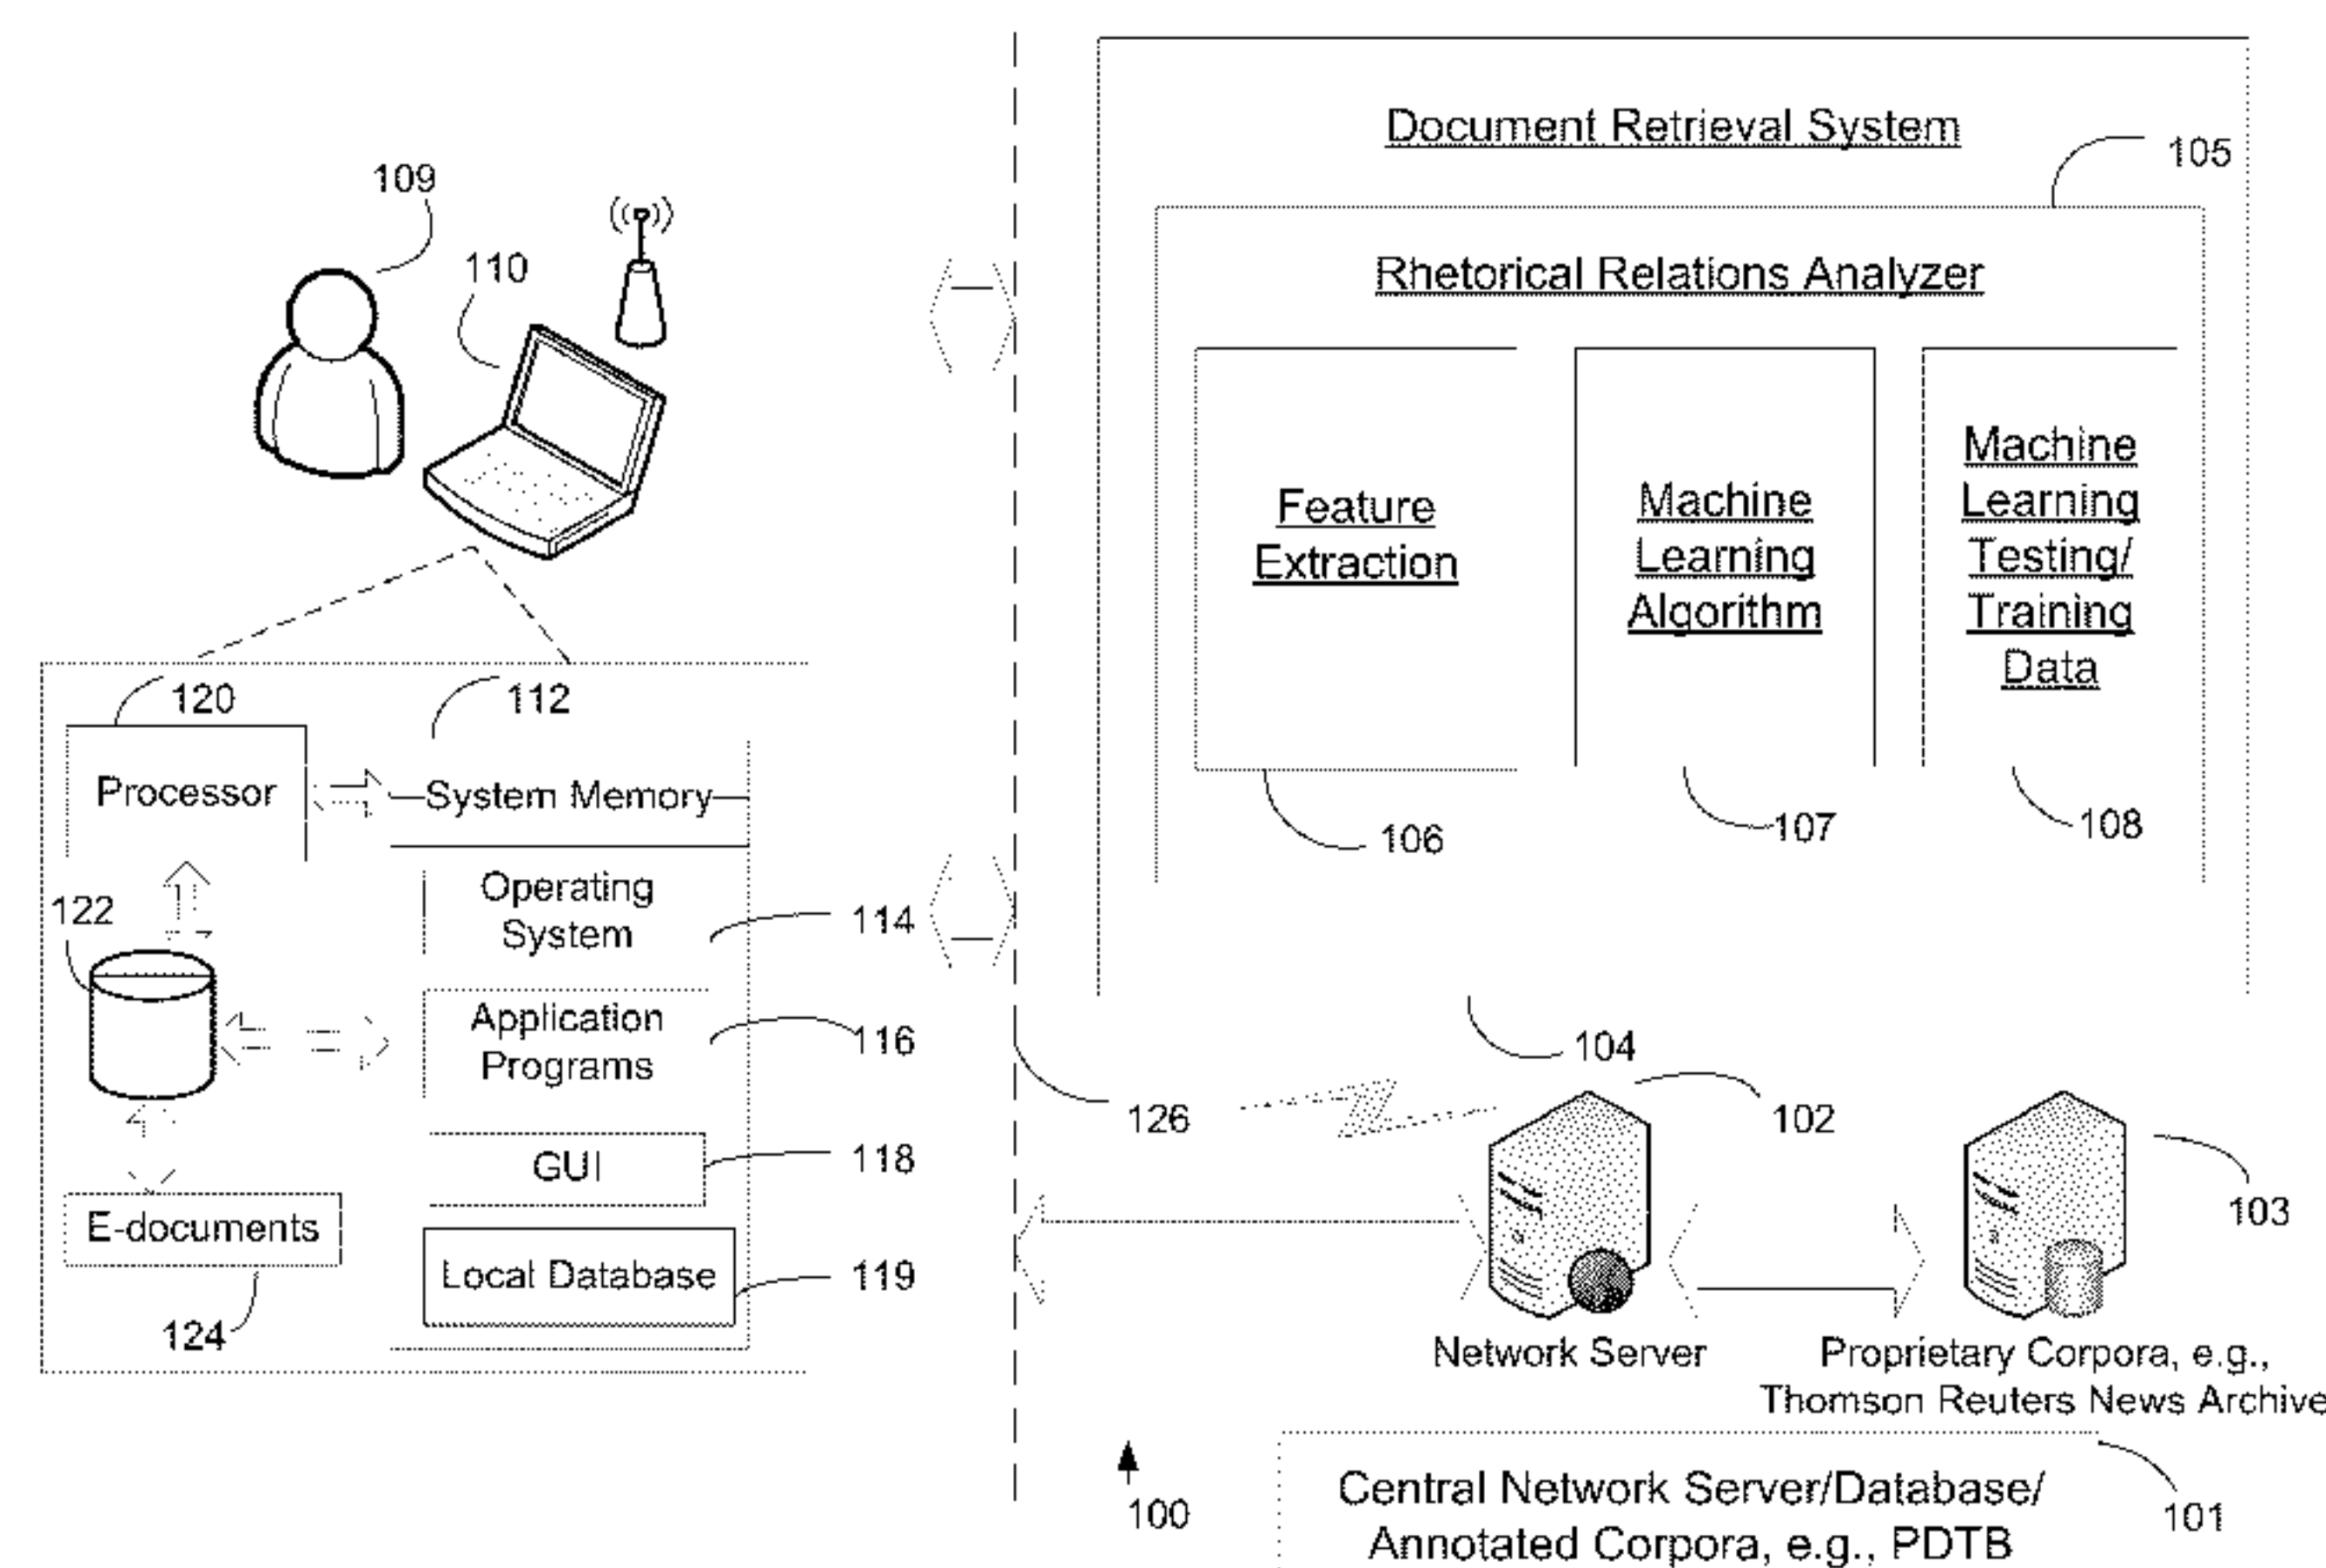 Document Retrieval System
105
109
110
Rhetorical Relations Analyzer
Feature
Extraction
Machine
Learning
Algorithm
Machine
Learning
Testing/
Training
Data
106
107
108
120
112
Processor
System Memory
122
Operating
System
114
Application
Programs
116
GUI
118
E-documents
Local Database
119
124
104
126
102
103
Network Server
Proprietary Corpora, e.g.,
Thomson Reuters News Archive
100
Central Network Server/Database/
Annotated Corpora, e.g., PDTB
101